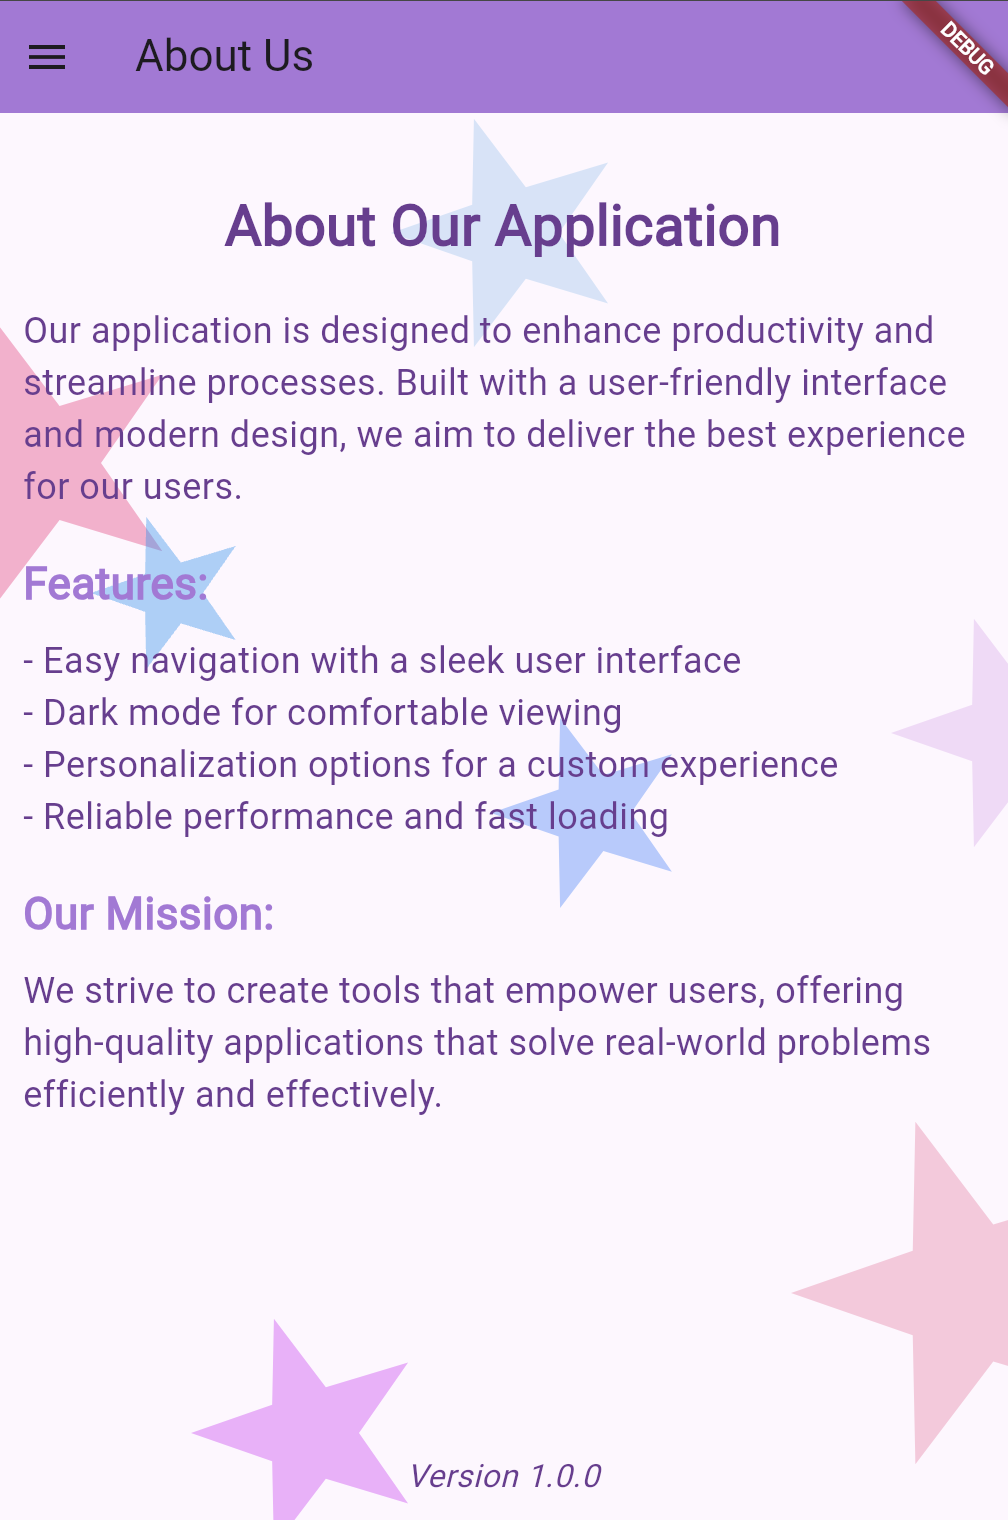 About Us
DEBUG
About Our Application
Our application is designed to enhance productivity and
streamline processes. Built with a user-friendly interface
and modern design, we aim to deliver the best experience
for our users.
Features:
- Easy navigation with a sleek user interface
- Dark mode for comfortable viewing
- Personalization options for a custom experience
- Reliable performance and fast loading
Our Mission:
We strive to create tools that empower users, offering
high-quality applications that solve real-world problems
efficiently and effectively.
Version 1.0.0